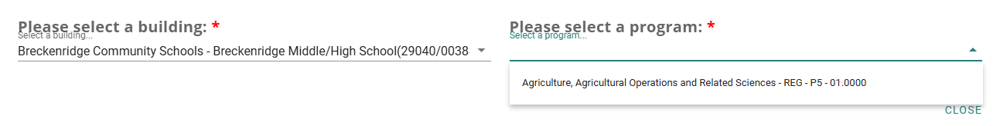 Please select a building: *
Select a building...
Breckenridge Community Schools - Breckenridge Middle/High School(29040/0038
Please select a program: *
Select a program...
Agriculture, Agricultural Operations and Related Sciences - REG - P5 - 01.0000
CLOSE